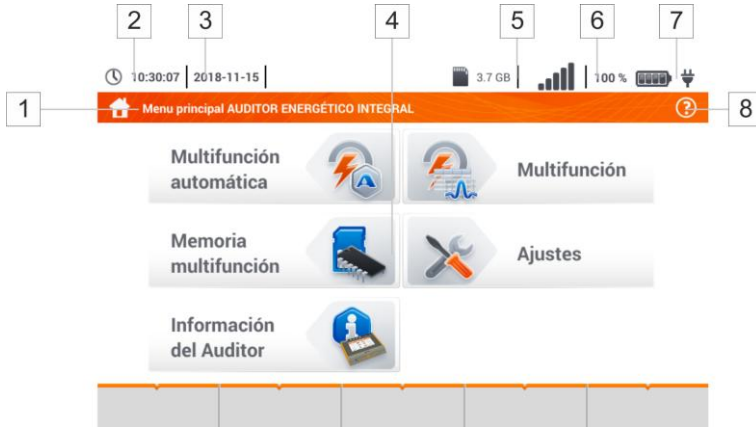 2 3 4 5 6 7
10:30:07 2018-11-15 3.7 GB 100 %
1 Menu principal AUDITOR ENERGÉTICO INTEGRAL ? 8
Multifunción
automática
A
Multifunción
Memoria
multifunción
Ajustes
Información
del Auditor
i